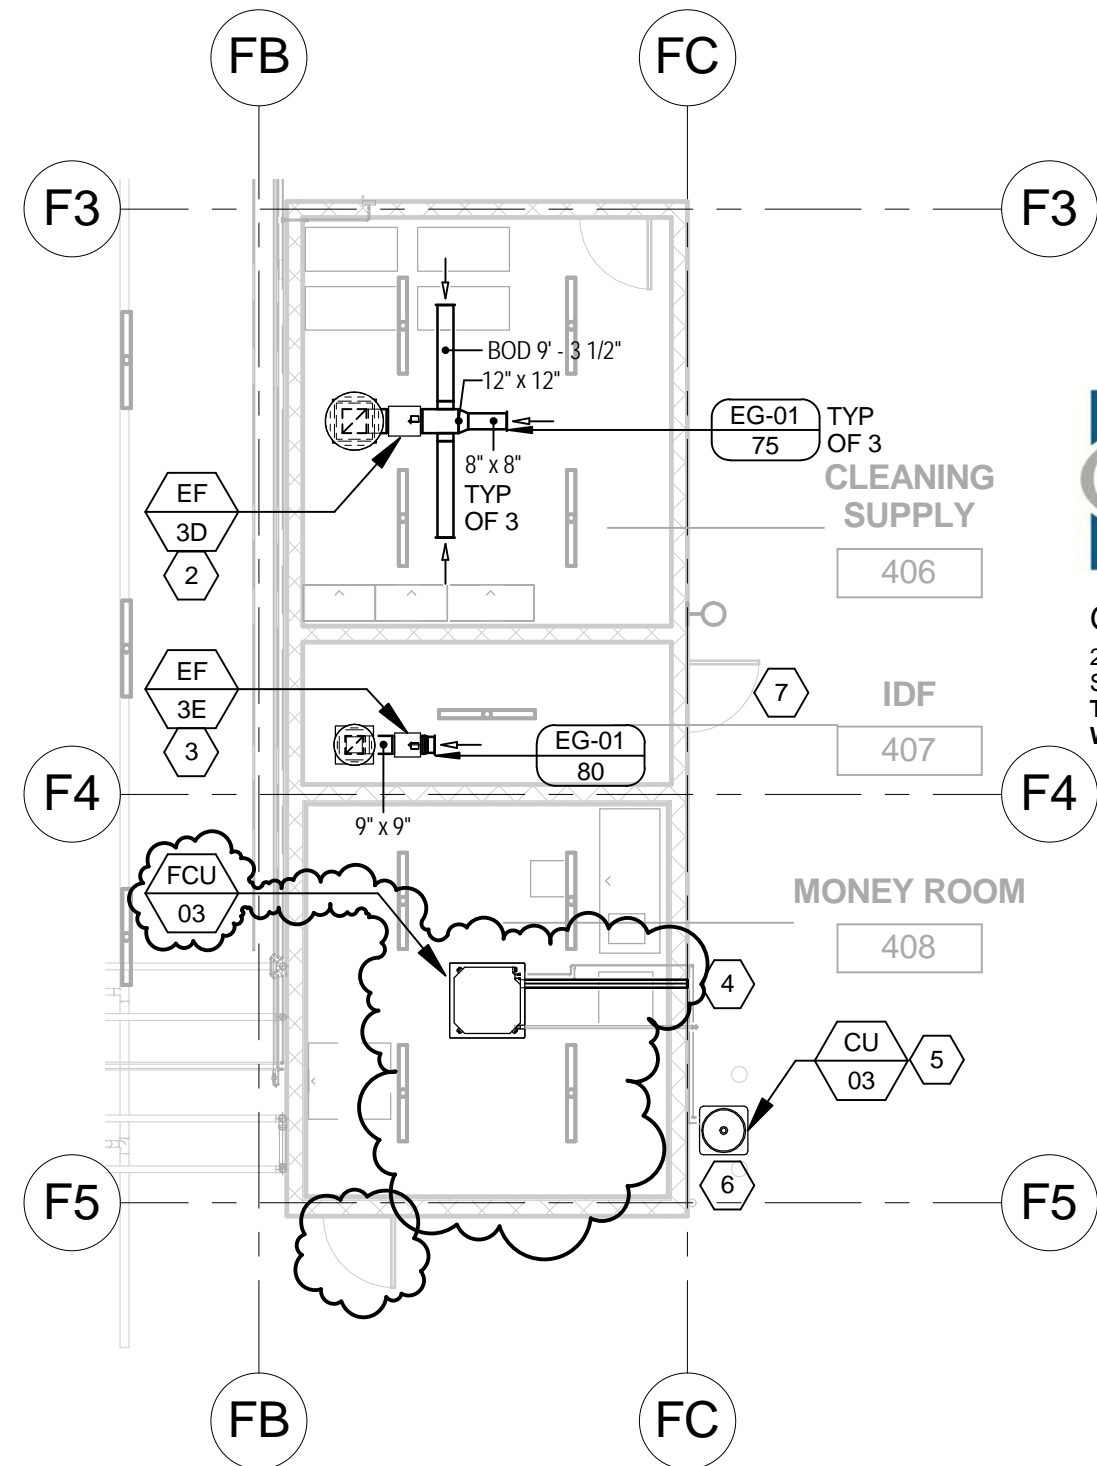 FB
FC
F3
F3
BOD 9' - 3 1/2"
12" x 12"
EG-01
75
TYP
OF 3
8" x 8"
TYP
OF 3
CLEANING
SUPPLY
406
EF
3D
2
EF
3E
3
7
IDF
407
EG-01
80
F4
F4
9" x 9"
FCU
03
MONEY ROOM
408
4
CU
03
5
6
F5
F5
FB
FC